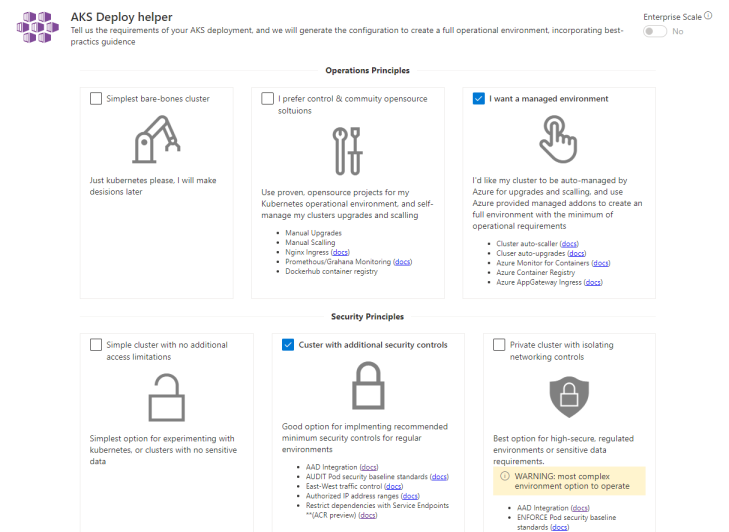 AKS Deploy helper
Enterprise Scale
Tell us the requirements of your AKS deployment, and we will generate the configuration to create a full operational environment, incorporating best-
practics guidence
No
Operations Principles
Simplest bare-bones cluster
Just kubernetes please, I will make
desisions later
I prefer control & commuity opensource
soltuions
Use proven, opensource projects for my
Kubernetes operational environment, and self-
manage my clusters upgrades and scalling
Manual Upgrades
Manual Scalling
Nginx Ingress (docs)
Promethous/Grahana Monitoring (docs)
Dockerhub container registry
I want a managed environment
I'd like my cluster to be auto-managed by
Azure for upgrades and scalling, and use
Azure provided managed addons to create an
full environment with the minimum of
operational requirements
Cluster auto-scaller (docs)
Cluser auto-upgrades (docs)
Azure Monitor for Containers (docs)
Azure Container Registry
Azure AppGateway Ingress (docs)
Security Principles
Simple cluster with no additional
access limitations
Simplest option for experimenting with
kubernetes, or clusters with no sensitive
data
Custer with additional security controls
Good option for implmenting recommended
minimum security controls for regular
environments
AAD Integration (docs)
AUDIT Pod security baseline standards (docs)
East-West traffic control (docs)
Authorized IP address ranges (docs)
Restrict dependencies with Service Endpoints
**(ACR preview) (docs)
Private cluster with isolating
networking controls
Best option for high-secure, regulated
environments or sensitive data
requirements.
WARNING: most complex
environment option to operate
AAD Integration (docs)
ENFORCE Pod security baseline
standards (docs)